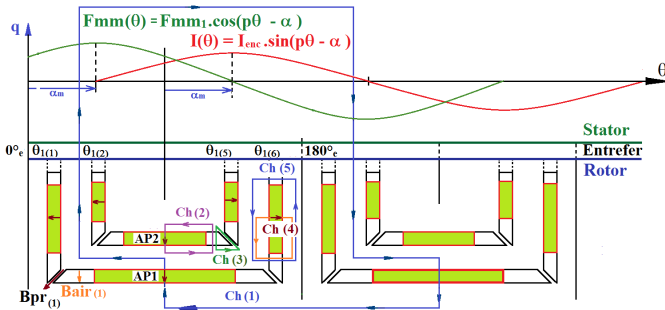 q
Fmm(θ) = Fmm₁.cos(pθ - α)
I(θ) = Iₑₙc.sin(pθ - α )
θ
αm
αm
Stator
0°ₑ θ1(1) θ1(2) θ1(5) θ1(6) 180°ₑ Entrefer
Rotor
Ch (5)
Ch (2)
Ch (4)
AP2
Ch (3)
AP1
Bpr (1) Bair (1) Ch (1)